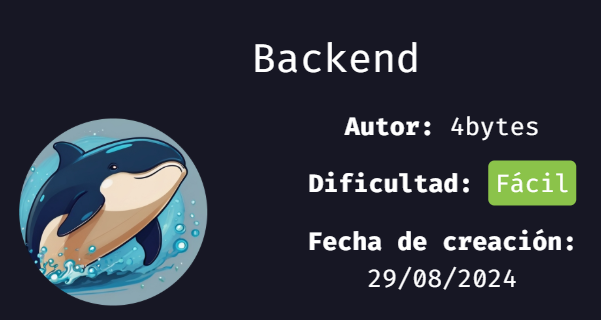 Backend
Autor: 4bytes
Dificultad: Fácil
Fecha de creación:
29/08/2024